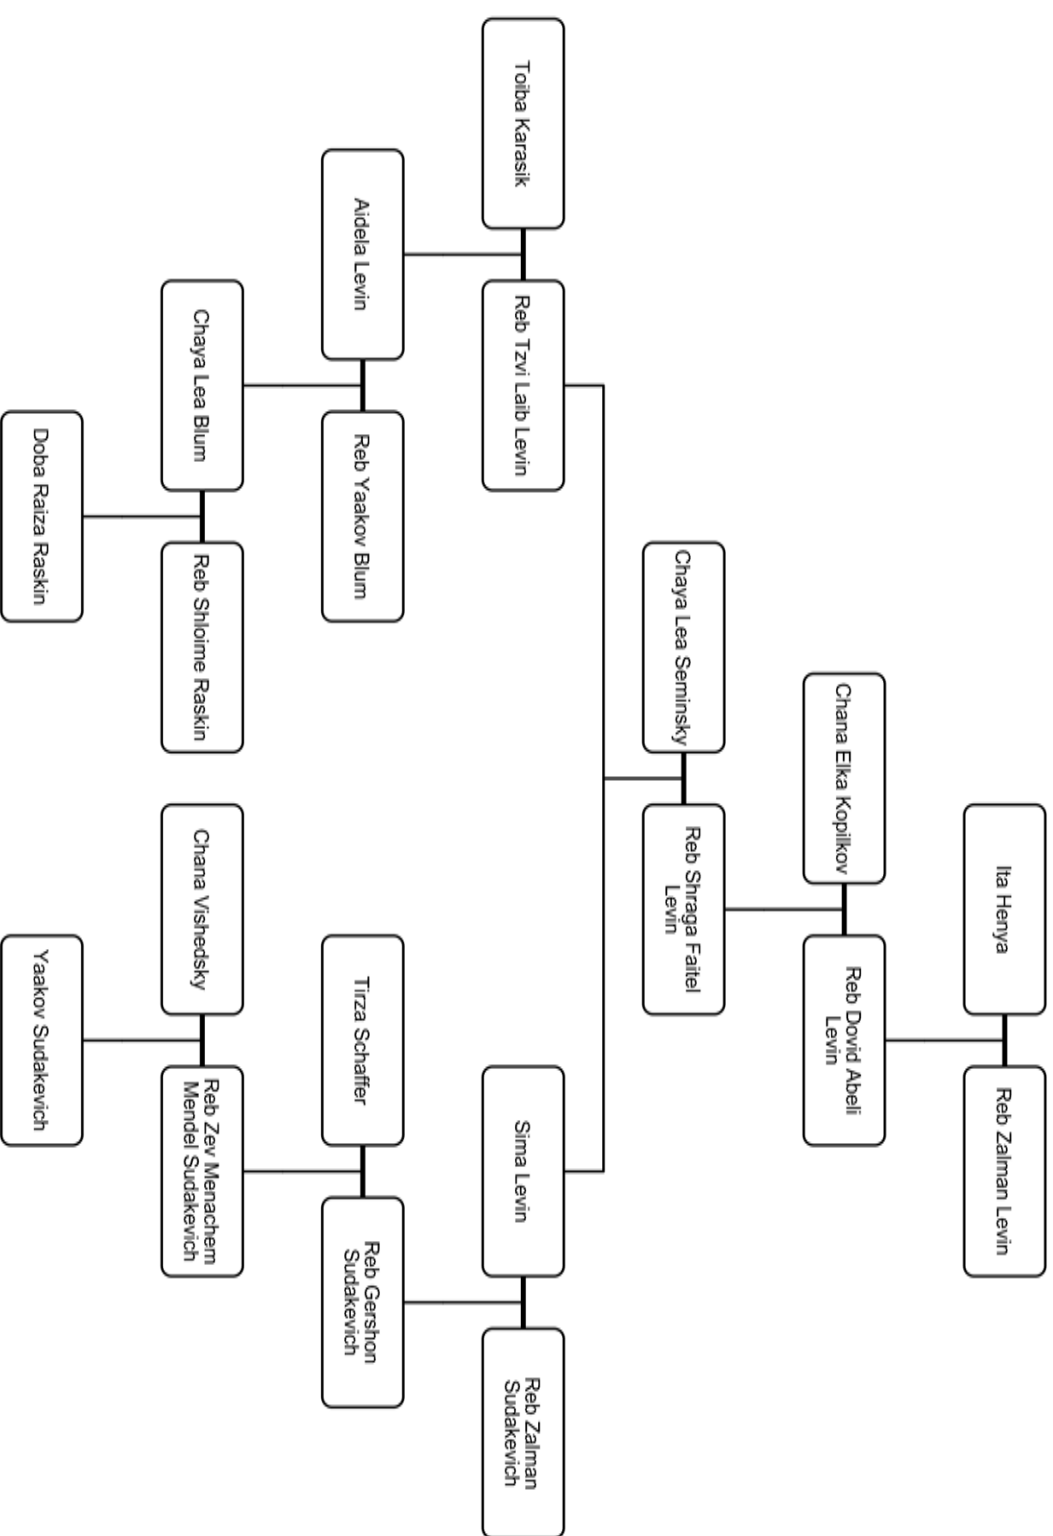 Ita Henya
Reb Zalman Levin
Chana Elka Kopilkov
Reb Dovid Abeli
Levin
Chaya Lea Seminsky
Reb Shraga Faitel
Levin
Toiba Karasik
Reb Tzvi Laib Levin
Sima Levin
Reb Zalman
Sudakevich
Aidela Levin
Reb Yaakov Blum
Tirza Schaffer
Reb Gershon
Sudakevich
Chaya Lea Blum
Reb Shloime Raskin
Chana Vishedsky
Reb Zev Menachem
Mendel Sudakevich
Doba Raiza Raskin
Yaakov Sudakevich